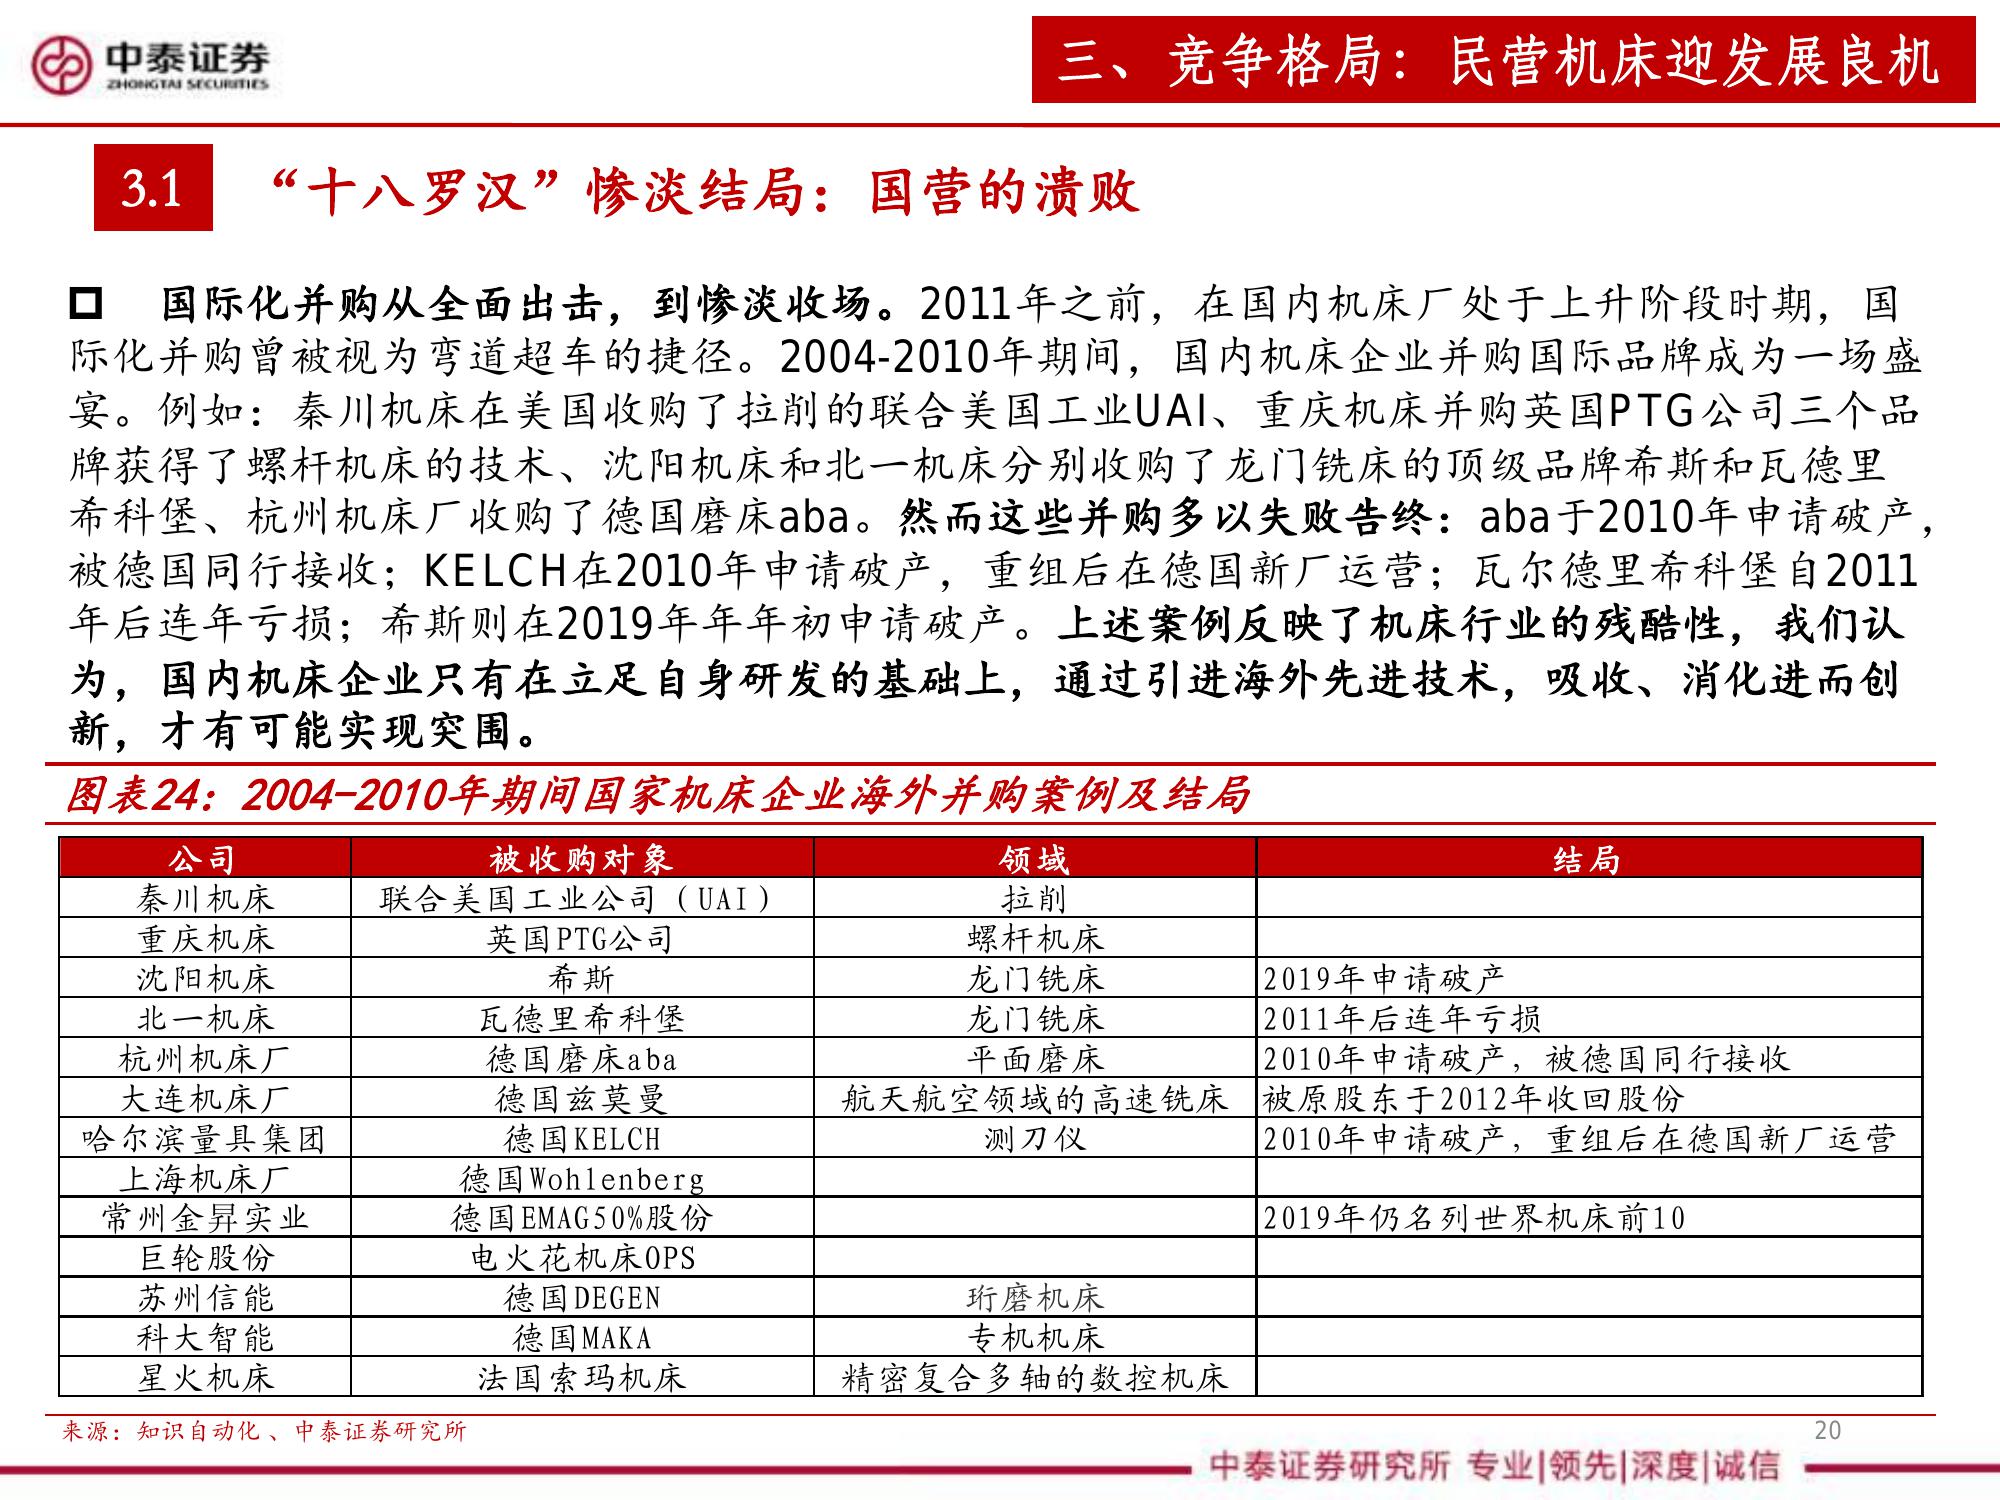 中泰证券
ZHONGTAI SECURITIES
三、竞争格局：民营机床迎发展良机
3.1
“十八罗汉”惨淡结局：国营的溃败
国际化并购从全面出击，到惨淡收场。2011年之前，在国内机床厂处于上升阶段时期，国
际化并购曾被视为弯道超车的捷径。2004-2010年期间，国内机床企业并购国际品牌成为一场盛
宴。例如：秦川机床在美国收购了拉削的联合美国工业UAI、重庆机床并购英国PTG公司三个品
牌获得了螺杆机床的技术、沈阳机床和北一机床分别收购了龙门铣床的顶级品牌希斯和瓦德里
希科堡、杭州机床厂收购了德国磨床aba。然而这些并购多以失败告终：aba于2010年申请破产，
被德国同行接收；KELCH在2010年申请破产，重组后在德国新厂运营；瓦尔德里希科堡自2011
年后连年亏损；希斯则在2019年年年初申请破产。上述案例反映了机床行业的残酷性，我们认
为，国内机床企业只有在立足自身研发的基础上，通过引进海外先进技术，吸收、消化进而创
新，才有可能实现突围。
图表24：2004-2010年期间国家机床企业海外并购案例及结局
公司 被收购对象 领域 结局
秦川机床 联合美国工业公司（UAI） 拉削
重庆机床 英国PTG公司 螺杆机床
沈阳机床 希斯 龙门铣床 2019年申请破产
北一机床 瓦德里希科堡 龙门铣床 2011年后连年亏损
杭州机床厂 德国磨床aba 平面磨床 2010年申请破产，被德国同行接收
大连机床厂 德国兹莫曼 航天航空领域的高速铣床 被原股东于2012年收回股份
哈尔滨量具集团 德国KELCH 测刀仪 2010年申请破产，重组后在德国新厂运营
上海机床厂 德国Wohlenberg
常州金昇实业 德国EMAG50%股份 2019年仍名列世界机床前10
巨轮股份 电火花机床OPS
苏州信能 德国DEGEN 珩磨机床
科大智能 德国MAKA 专机机床
星火机床 法国索玛机床 精密复合多轴的数控机床
来源：知识自动化、中泰证券研究所
20
中泰证券研究所 专业|领先|深度|诚信